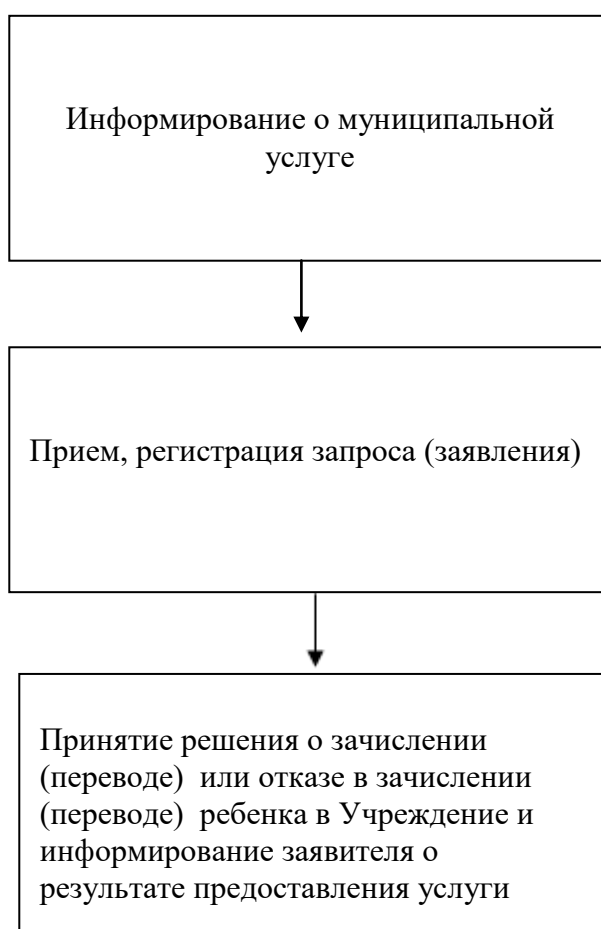 Информирование о муниципальной
услуге
Прием, регистрация запроса (заявления)
Принятие решения о зачислении
(переводе)  или отказе в зачислении
(переводе)  ребенка в Учреждение и
информирование заявителя о
результате предоставления услуги